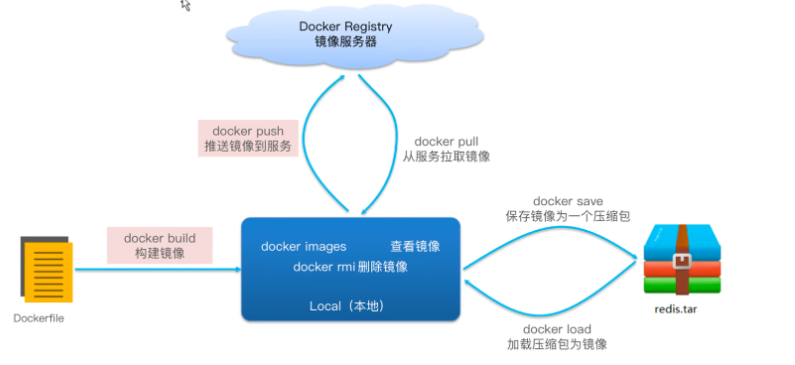 Docker Registry
镜像服务器
docker push
推送镜像到服务
docker pull
从服务拉取镜像
docker save
保存镜像为一个压缩包
docker build
构建镜像
docker images 查看镜像
docker rmi 删除镜像
Local（本地）
Dockerfile
redis.tar
docker load
加载压缩包为镜像